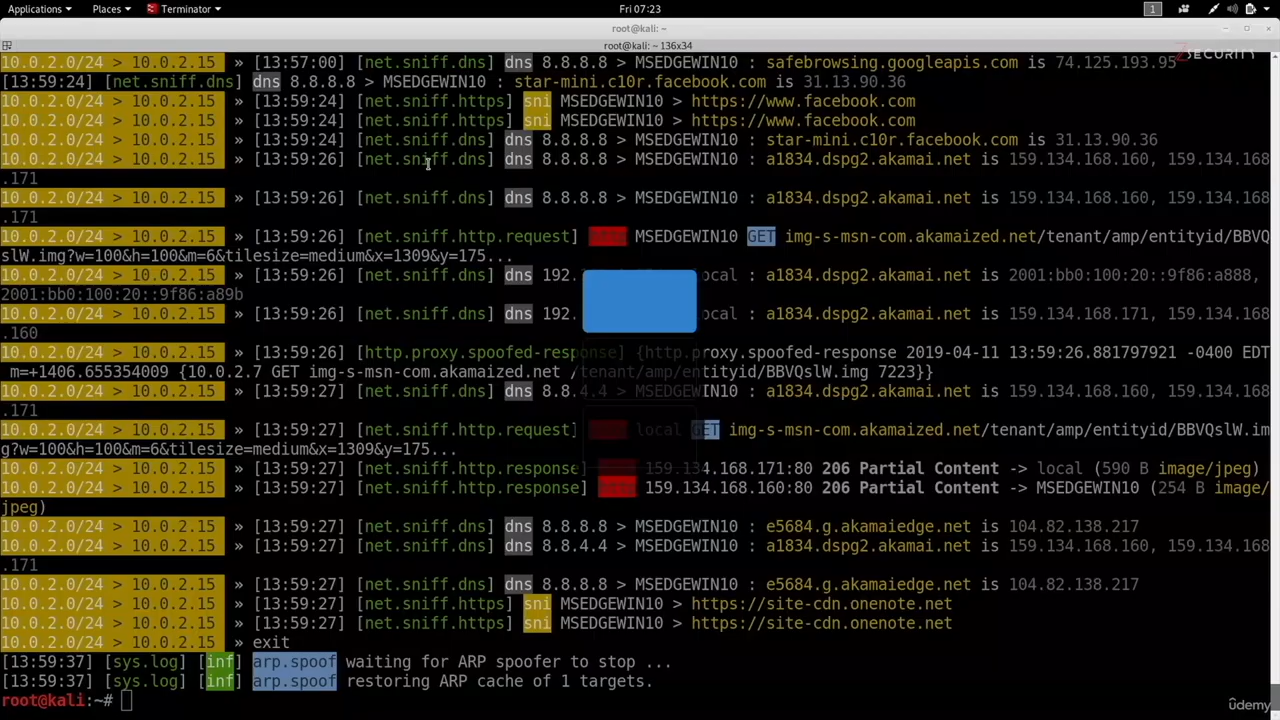 Applications Places Terminator Fri 07:23 1
root@kali: ~
root@kali: ~ 136x34
10.0.2.0/24 > 10.0.2.15 » [13:57:00] [net.sniff.dns] dns 8.8.8.8 > MSEDGEWIN10 : safebrowsing.googleapis.com is 74.125.193.95
[13:59:24] [net.sniff.dns] dns 8.8.8.8 > MSEDGEWIN10 : star-mini.c10r.facebook.com is 31.13.90.36
10.0.2.0/24 > 10.0.2.15 » [13:59:24] [net.sniff.https] sni MSEDGEWIN10 > https://www.facebook.com
10.0.2.0/24 > 10.0.2.15 » [13:59:24] [net.sniff.https] sni MSEDGEWIN10 > https://www.facebook.com
10.0.2.0/24 > 10.0.2.15 » [13:59:24] [net.sniff.dns] dns 8.8.8.8 > MSEDGEWIN10 : star-mini.c10r.facebook.com is 31.13.90.36
10.0.2.0/24 > 10.0.2.15 » [13:59:26] [net.sniff.dns] dns 8.8.8.8 > MSEDGEWIN10 : a1834.dspg2.akamai.net is 159.134.168.160, 159.134.168
.171
10.0.2.0/24 > 10.0.2.15 » [13:59:26] [net.sniff.dns] dns 8.8.8.8 > MSEDGEWIN10 : a1834.dspg2.akamai.net is 159.134.168.160, 159.134.168
.171
10.0.2.0/24 > 10.0.2.15 » [13:59:26] [net.sniff.http.request] MSEDGEWIN10 GET img-s-msn-com.akamaized.net/tenant/amp/entityid/BBV
QslW.img?w=100&h=100&m=6&tilesize=medium&x=1309&y=175...
10.0.2.0/24 > 10.0.2.15 » [13:59:26] [net.sniff.dns] dns 192. local : a1834.dspg2.akamai.net is 2001:bb0:100:20::9f86:a888,
2001:bb0:100:20::9f86:a89b
10.0.2.0/24 > 10.0.2.15 » [13:59:26] [net.sniff.dns] dns 192. ocal : a1834.dspg2.akamai.net is 159.134.168.171, 159.134.168
.160
10.0.2.0/24 > 10.0.2.15 » [13:59:26] [http.proxy.spoofed-response] {http.proxy.spoofed-response 2019-04-11 13:59:26.881797921 -0400 EDT
m=+1406.655354009 {10.0.2.7 GET img-s-msn-com.akamaized.net /tenant/amp/entityid/BBVQslW.img 7223}}
10.0.2.0/24 > 10.0.2.15 » [13:59:26] [net.sniff.dns] dns 8.8.4.4 > MSEDGEWIN10 : a1834.dspg2.akamai.net is 159.134.168.160, 159.134.168
.171
10.0.2.0/24 > 10.0.2.15 » [13:59:26] [net.sniff.http.request] local GET img-s-msn-com.akamaized.net/tenant/amp/entityid/BBVQslW.im
g?w=100&h=100&m=6&tilesize=medium&x=1309&y=175...
10.0.2.0/24 > 10.0.2.15 » [13:59:27] [net.sniff.http.response] 159.134.168.171:80 206 Partial Content -> local (590 B image/jpeg)
10.0.2.0/24 > 10.0.2.15 » [13:59:27] [net.sniff.http.response] 159.134.168.160:80 206 Partial Content -> MSEDGEWIN10 (254 B image/
jpeg)
10.0.2.0/24 > 10.0.2.15 » [13:59:27] [net.sniff.dns] dns 8.8.8.8 > MSEDGEWIN10 : e5684.g.akamaiedge.net is 104.82.138.217
10.0.2.0/24 > 10.0.2.15 » [13:59:27] [net.sniff.dns] dns 8.8.4.4 > MSEDGEWIN10 : a1834.dspg2.akamai.net is 159.134.168.160, 159.134.168
.171
10.0.2.0/24 > 10.0.2.15 » [13:59:27] [net.sniff.dns] dns 8.8.8.8 > MSEDGEWIN10 : e5684.g.akamaiedge.net is 104.82.138.217
10.0.2.0/24 > 10.0.2.15 » [13:59:27] [net.sniff.https] sni MSEDGEWIN10 > https://site-cdn.onenote.net
10.0.2.0/24 > 10.0.2.15 » [13:59:27] [net.sniff.https] sni MSEDGEWIN10 > https://site-cdn.onenote.net
10.0.2.0/24 > 10.0.2.15 » exit
[13:59:37] [sys.log] [inf] arp.spoof waiting for ARP spoofer to stop ...
[13:59:37] [sys.log] [inf] arp.spoof restoring ARP cache of 1 targets.
root@kali:~#
udemy